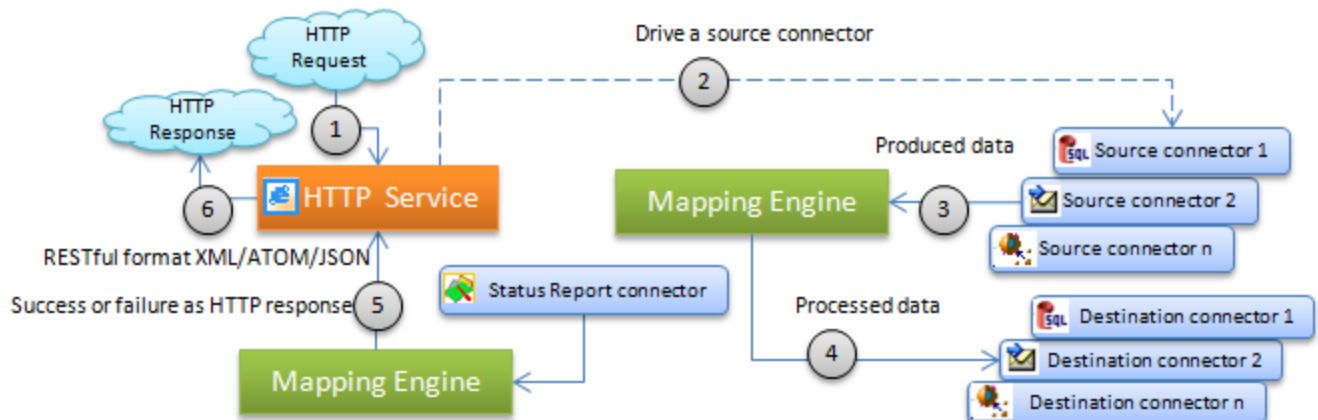 HTTP
Request
Drive a source connector
2
HTTP
Response
1
Produced data
SQL Source connector 1
HTTP Service
Mapping Engine
3
Source connector 2
6
Source connector n
RESTful format XML/ATOM/JSON
Status Report connector
Success or failure as HTTP response
5
Processed data
SQL Destination connector 1
4
Destination connector 2
Mapping Engine
Destination connector n